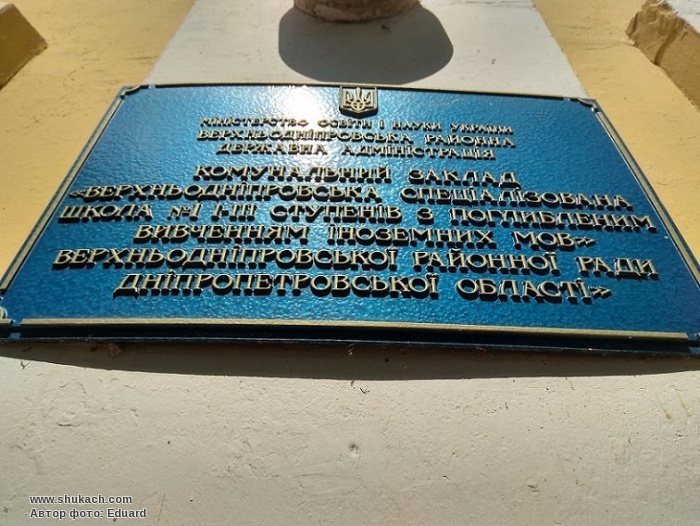 МІНІСТЕРСТВО ОСВІТИ І НАУКИ УКРАЇНИ
ВЕРХНЬОДНІПРОВСЬКА РАЙОННА
ДЕРЖАВНА АДМІНІСТРАЦІЯ
КОМУНАЛЬНИЙ ЗАКЛАД
«ВЕРХНЬОДНІПРОВСЬКА СПЕЦІАЛІЗОВАНА
ШКОЛА №1 І-ІІІ СТУПЕНІВ З ПОГЛИБЛЕНИМ
ВИВЧЕННЯМ ІНОЗЕМНИХ МОВ»
ВЕРХНЬОДНІПРОВСЬКОЇ РАЙОННОЇ РАДИ
ДНІПРОПЕТРОВСЬКОЇ ОБЛАСТІ»
www.shukach.com
Автор фото: Eduard